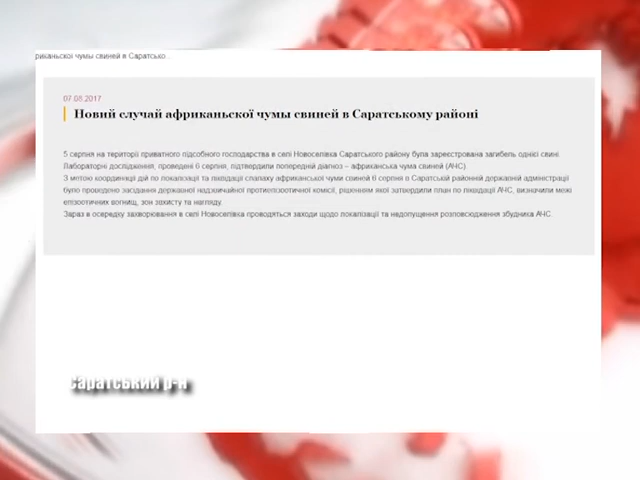 риканьскої чумы свиней в Саратсько ..
07.08.2017
Новий случай африканьскої чумы свиней в Саратському районі
5 серпня на території приватного підсобного господарства в селі Новоселівка Саратського району була зареєстрована загибель однієї свині.
Лабораторні дослідження, проведені 6 серпня, підтвердили попередній діагноз – африканська чума свиней (АЧС).
З метою координації дій по локалізації та ліквідації спалаху африканської чуми свиней 6 серпня в Саратській районній державній адміністрації
було проведено засідання державної надзвичайної протиепізоотичної комісії, рішенням якої затвердили план по ліквідації АЧС, визначили межі
епізоотичних вогнищ, зон захисту та нагляду.
Зараз в осередку захворювання в селі Новоселівка проводяться заходи щодо локалізації та недопущення розповсюдження збудника АЧС.
Саратський р-н